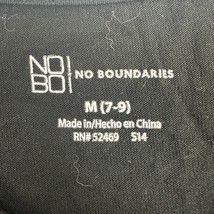 NO!
BO! NO BOUNDARIES
M (7-9)
Made in/Hecho en China
RN# 52469 S14